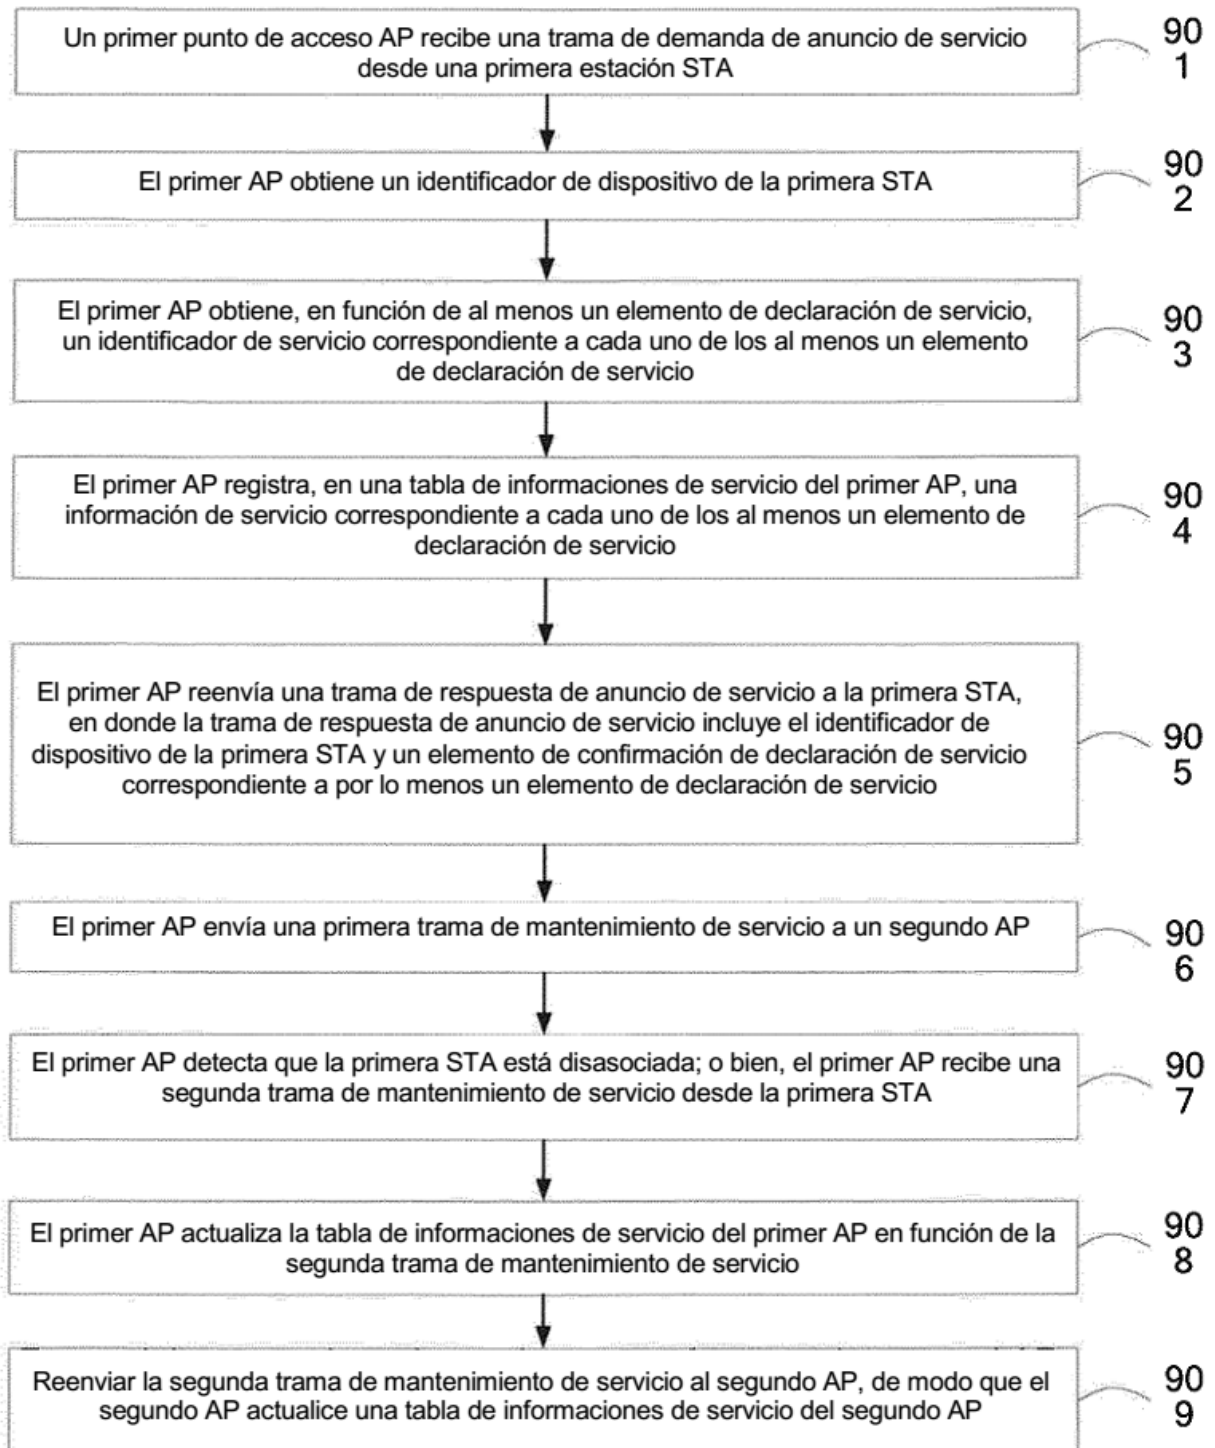 Un primer punto de acceso AP recibe una trama de demanda de anuncio de servicio
desde una primera estación STA
90
1
El primer AP obtiene un identificador de dispositivo de la primera STA
90
2
El primer AP obtiene, en función de al menos un elemento de declaración de servicio,
un identificador de servicio correspondiente a cada uno de los al menos un elemento
de declaración de servicio
90
3
El primer AP registra, en una tabla de informaciones de servicio del primer AP, una
información de servicio correspondiente a cada uno de los al menos un elemento de
declaración de servicio
90
4
El primer AP reenvía una trama de respuesta de anuncio de servicio a la primera STA,
en donde la trama de respuesta de anuncio de servicio incluye el identificador de
dispositivo de la primera STA y un elemento de confirmación de declaración de servicio
correspondiente a por lo menos un elemento de declaración de servicio
90
5
El primer AP envía una primera trama de mantenimiento de servicio a un segundo AP
90
6
El primer AP detecta que la primera STA está disasociada; o bien, el primer AP recibe una
segunda trama de mantenimiento de servicio desde la primera STA
90
7
El primer AP actualiza la tabla de informaciones de servicio del primer AP en función de la
segunda trama de mantenimiento de servicio
90
8
Reenviar la segunda trama de mantenimiento de servicio al segundo AP, de modo que el
segundo AP actualice una tabla de informaciones de servicio del segundo AP
90
9